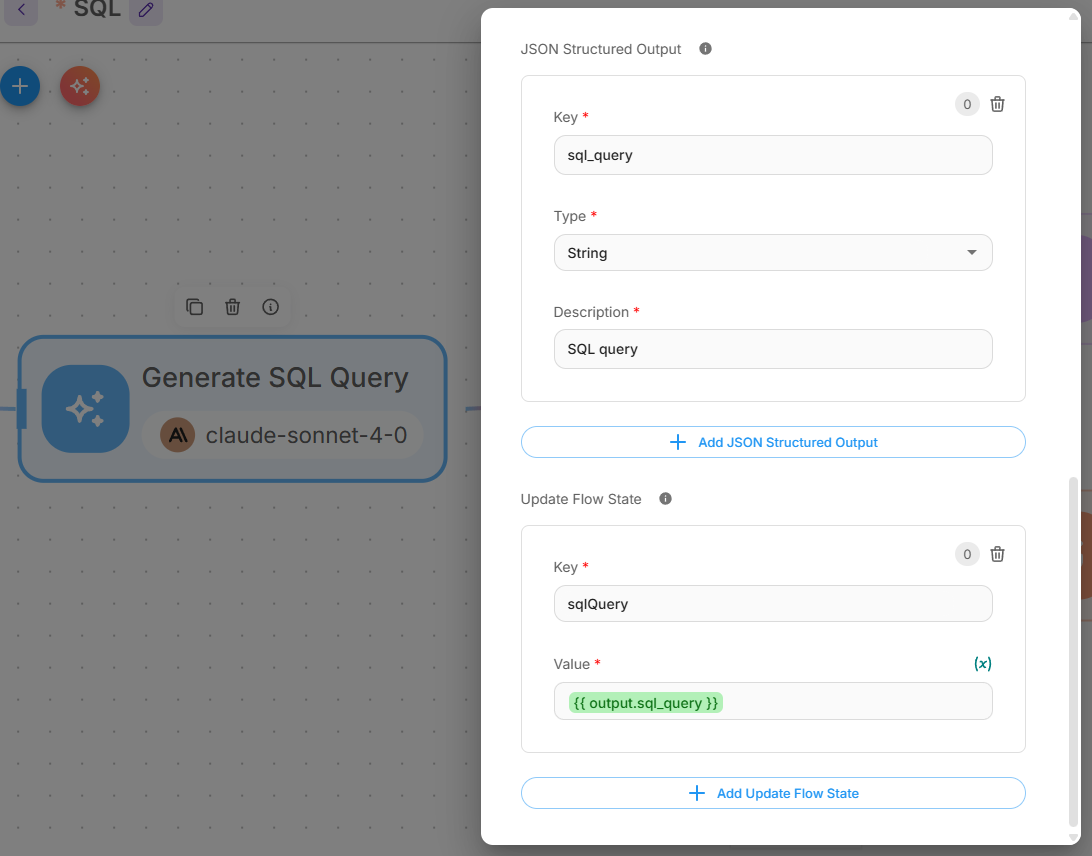 * SQL
Generate SQL Query
claude-sonnet-4-0
JSON Structured Output
0
Key *
sql_query
Type *
String
Description *
SQL query
Add JSON Structured Output
Update Flow State
0
Key *
sqlQuery
Value *
(x)
{{ output.sql_query }}
Add Update Flow State